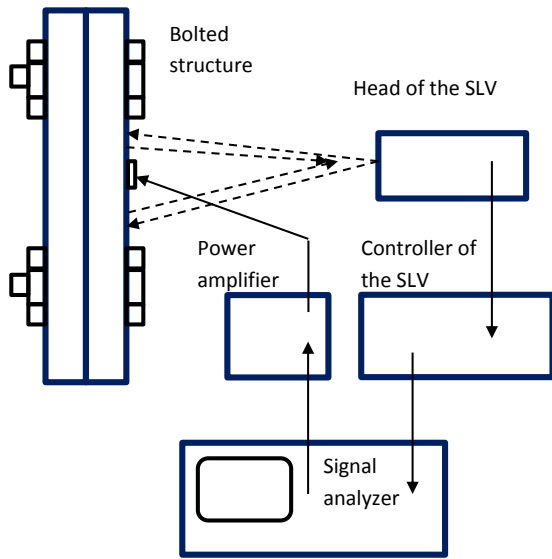 Bolted
structure
Head of the SLV
Power
amplifier
Controller of
the SLV
Signal
analyzer